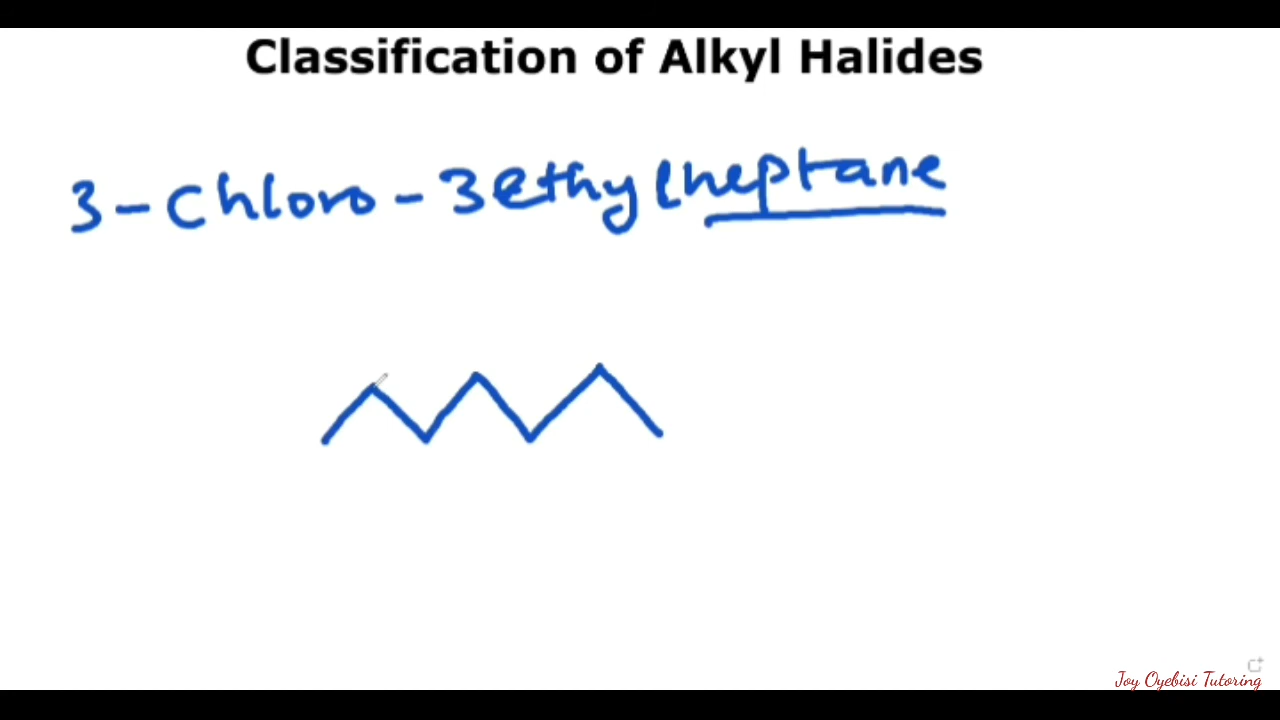 Classification of Alkyl Halides
3-Chloro-3ethylheptane
Joy Oyebisi Tutoring